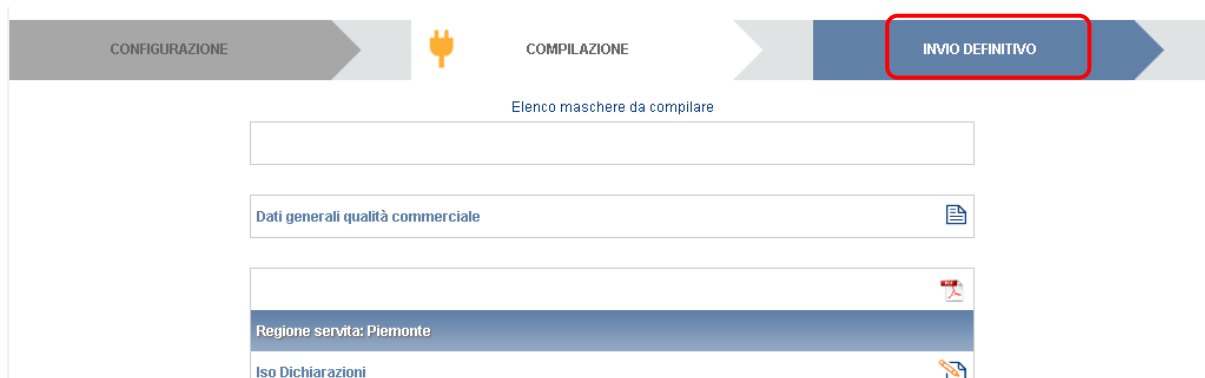 CONFIGURAZIONE
COMPILAZIONE
INVIO DEFINITIVO
Elenco maschere da compilare
Dati generali qualità commerciale
Regione servita: Piemonte
Iso Dichiarazioni